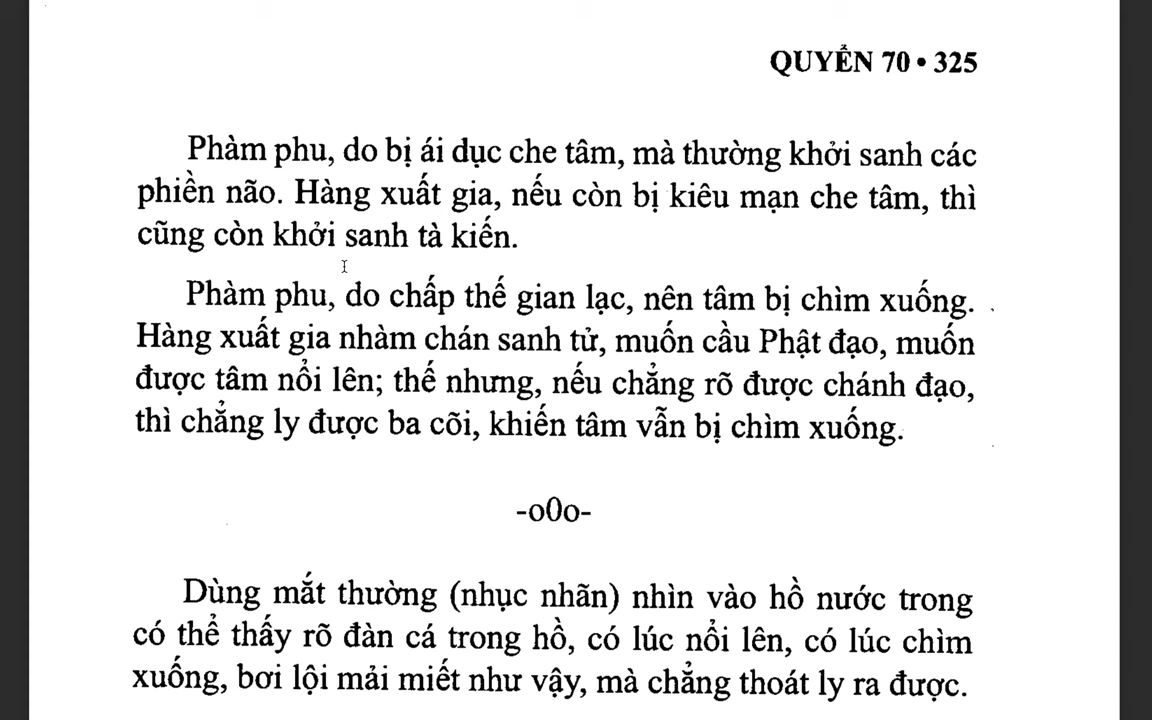 QUYỂN 70 • 325
Phàm phu, do bị ái dục che tâm, mà thường khởi sanh các
phiền não. Hàng xuất gia, nếu còn bị kiêu mạn che tâm, thì
cũng còn khởi sanh tà kiến.
Phàm phu, do chấp thế gian lạc, nên tâm bị chìm xuống.
Hàng xuất gia nhàm chán sanh tử, muốn cầu Phật đạo, muốn
được tâm nổi lên; thế nhưng, nếu chẳng rõ được chánh đạo,
thì chẳng ly được ba cõi, khiến tâm vẫn bị chìm xuống.
-o0o-
Dùng mắt thường (nhục nhãn) nhìn vào hồ nước trong
có thể thấy rõ đàn cá trong hồ, có lúc nổi lên, có lúc chìm
xuống, bơi lội mải miết như vậy, mà chẳng thoát ly ra được.